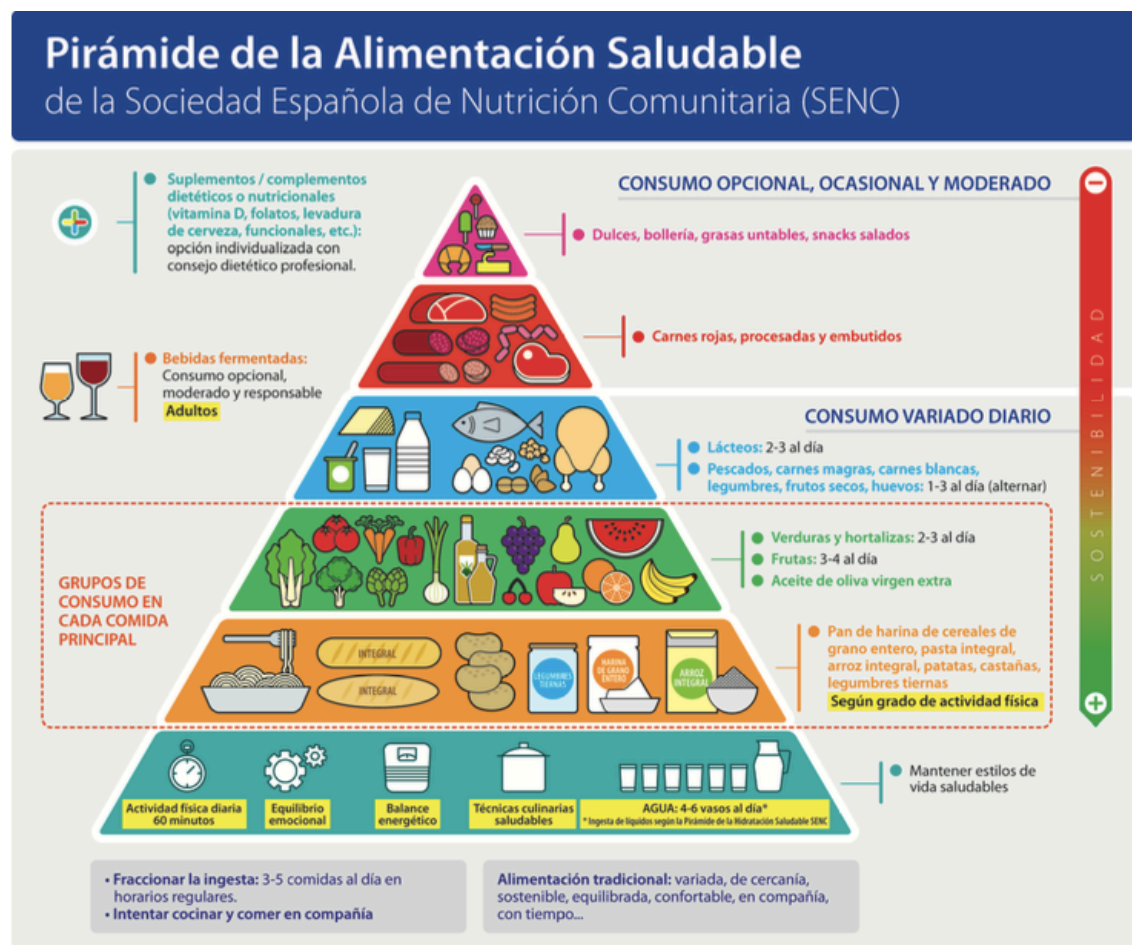 Pirámide de la Alimentación Saludable
de la Sociedad Española de Nutrición Comunitaria (SENC)
Suplementos / complementos
dietéticos o nutricionales
(vitamina D, folatos, levadura
de cerveza, funcionales, etc.):
opción individualizada con
consejo dietético profesional.
CONSUMO OPCIONAL, OCASIONAL Y MODERADO
Dulces, bollería, grasas untables, snacks salados
Carnes rojas, procesadas y embutidos
Bebidas fermentadas:
Consumo opcional,
moderado y responsable
Adultos
CONSUMO VARIADO DIARIO
Lácteos: 2-3 al día
Pescados, carnes magras, carnes blancas,
legumbres, frutos secos, huevos: 1-3 al día (alternar)
SOSTENIBILIDAD
GRUPOS DE
CONSUMO EN
CADA COMIDA
PRINCIPAL
Verduras y hortalizas: 2-3 al día
Frutas: 3-4 al día
Aceite de oliva virgen extra
INTEGRAL
INTEGRAL
LEGUMBRES
TIERNAS
HARINA
DE GRANO
ENTERO
ARROZ
INTEGRAL
Pan de harina de cereales de
grano entero, pasta integral,
arroz integral, patatas, castañas,
legumbres tiernas
Según grado de actividad física
Actividad física diaria
60 minutos
Equilibrio
emocional
Balance
energético
Técnicas culinarias
saludables
AGUA: 4-6 vasos al día*
* Ingesta de líquidos según la Pirámide de la Hidratación Saludable SENC
Mantener estilos de
vida saludables
• Fraccionar la ingesta: 3-5 comidas al día en
horarios regulares.
• Intentar cocinar y comer en compañía
Alimentación tradicional: variada, de cercanía,
sostenible, equilibrada, confortable, en compañía,
con tiempo...